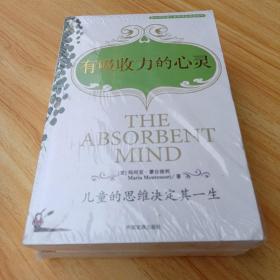 有吸收力的心灵
THE
ABSORBENT
MIND
玛利亚·蒙台梭利
Maria Montessori
著
儿童的思维决定其一生